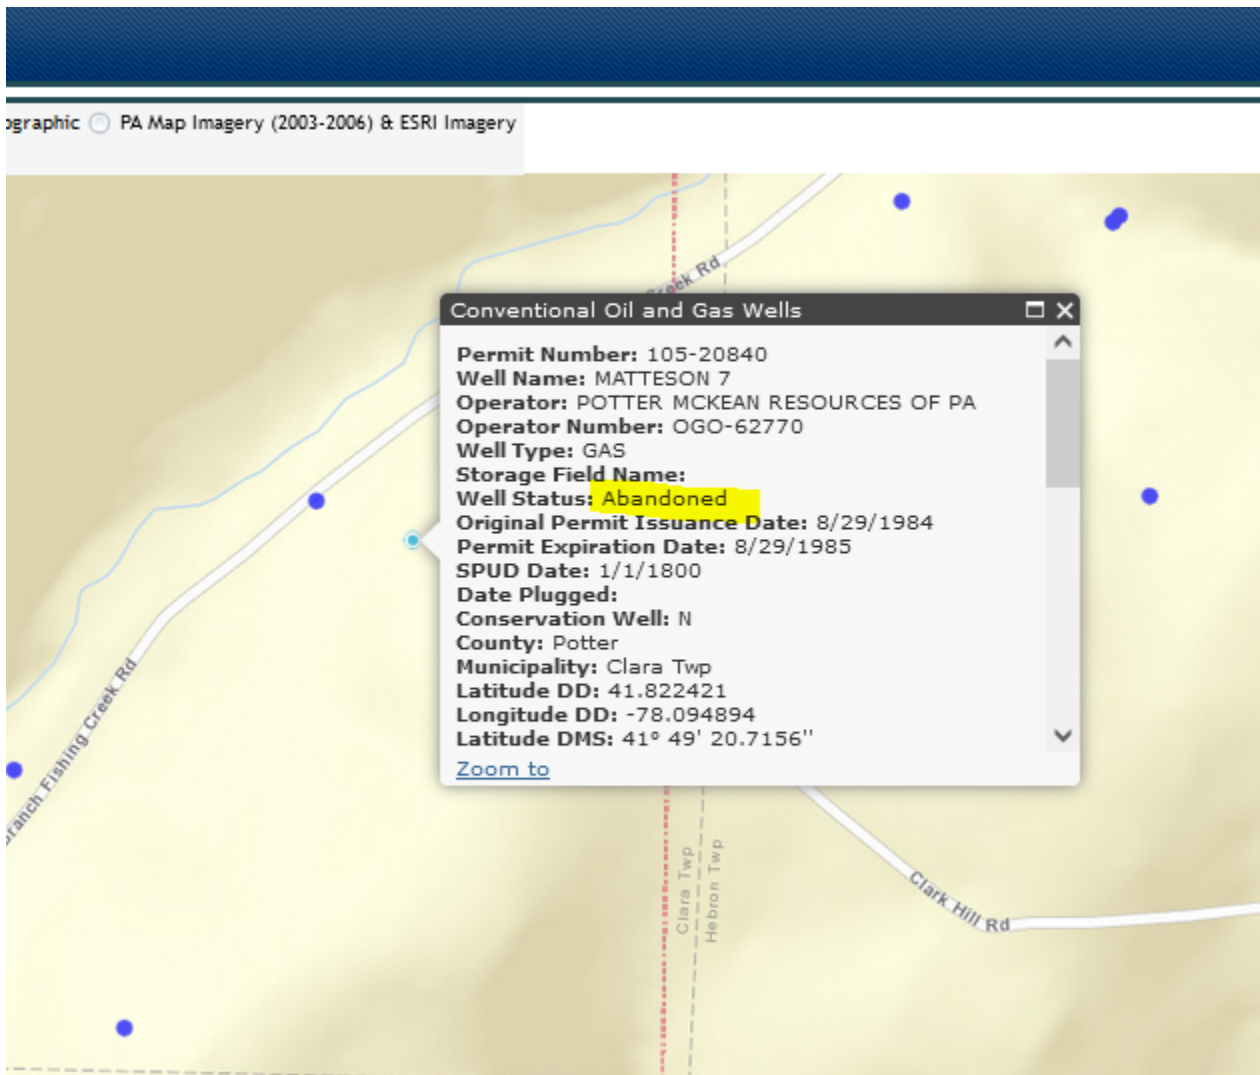 ographic PA Map Imagery (2003-2006) & ESRI Imagery
Creek Rd
Conventional Oil and Gas Wells
Permit Number: 105-20840
Well Name: MATTESON 7
Operator: POTTER MCKEAN RESOURCES OF PA
Operator Number: OGO-62770
Well Type: GAS
Storage Field Name:
Well Status: Abandoned
Original Permit Issuance Date: 8/29/1984
Permit Expiration Date: 8/29/1985
SPUD Date: 1/1/1800
Date Plugged:
Conservation Well: N
County: Potter
Municipality: Clara Twp
Latitude DD: 41.822421
Longitude DD: -78.094894
Latitude DMS: 41° 49' 20.7156''
Zoom to
Branch Fishing Creek Rd
Clara Twp
Hebron Twp
Clark Hill Rd